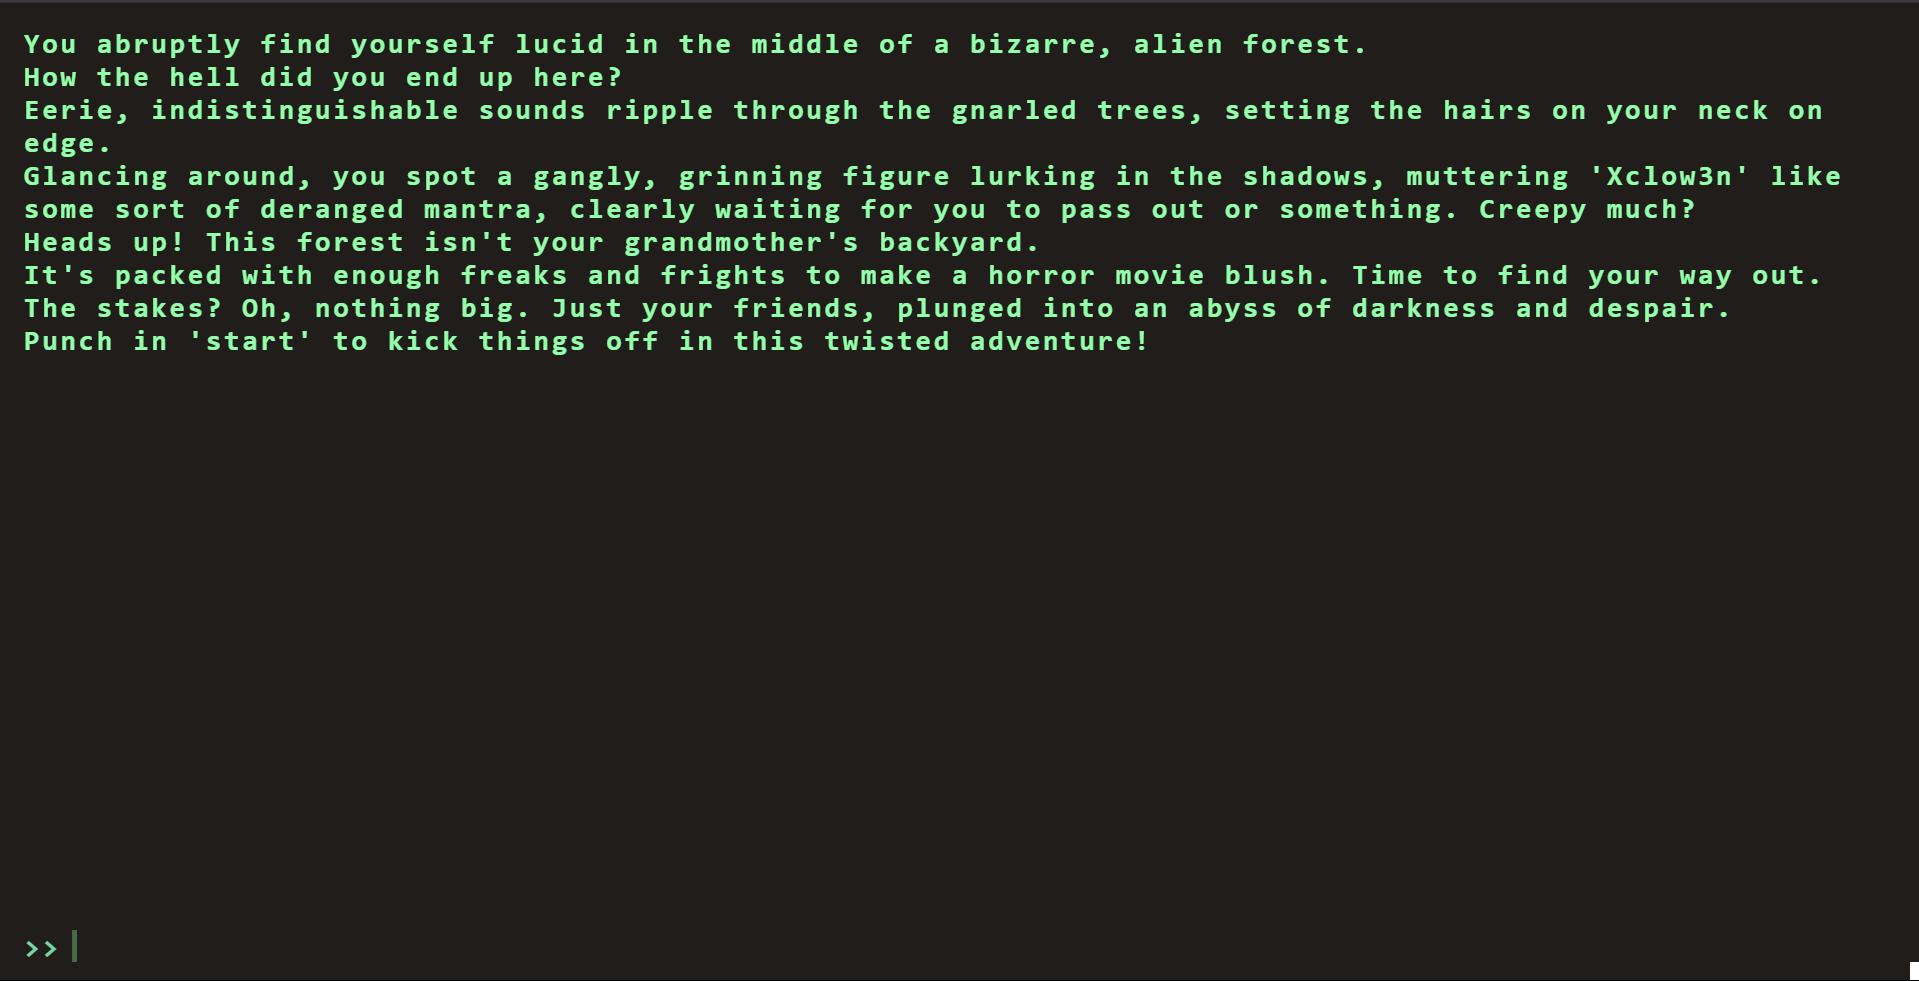 You abruptly find yourself lucid in the middle of a bizarre, alien forest.
How the hell did you end up here?
Eerie, indistinguishable sounds ripple through the gnarled trees, setting the hairs on your neck on
edge.
Glancing around, you spot a gangly, grinning figure lurking in the shadows, muttering 'Xclow3n' like
some sort of deranged mantra, clearly waiting for you to pass out or something. Creepy much?
Heads up! This forest isn't your grandmother's backyard.
It's packed with enough freaks and frights to make a horror movie blush. Time to find your way out.
The stakes? Oh, nothing big. Just your friends, plunged into an abyss of darkness and despair.
Punch in 'start' to kick things off in this twisted adventure!
>>